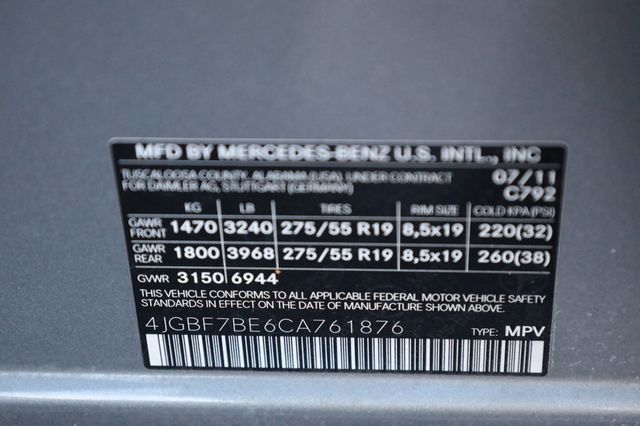 MFD BY MERCEDES-BENZ U.S. INTL., INC
TUSCALOOSA COUNTY, ALABAMA (USA), UNDER CONTRACT 07/11
FOR DAIMLER AG, STUTTGART (GERMANY) C792
KG LB TIRES RIM SIZE COLD KPA (PSI)
GAWR FRONT 1470 3240 275/55 R19 8,5x19 220(32)
GAWR REAR 1800 3968 275/55 R19 8,5x19 260(38)
GVWR 3150 6944
THIS VEHICLE CONFORMS TO ALL APPLICABLE FEDERAL MOTOR VEHICLE SAFETY
STANDARDS IN EFFECT ON THE DATE OF MANUFACTURE SHOWN ABOVE.
4JGBF7BE6CA761876 TYPE: MPV